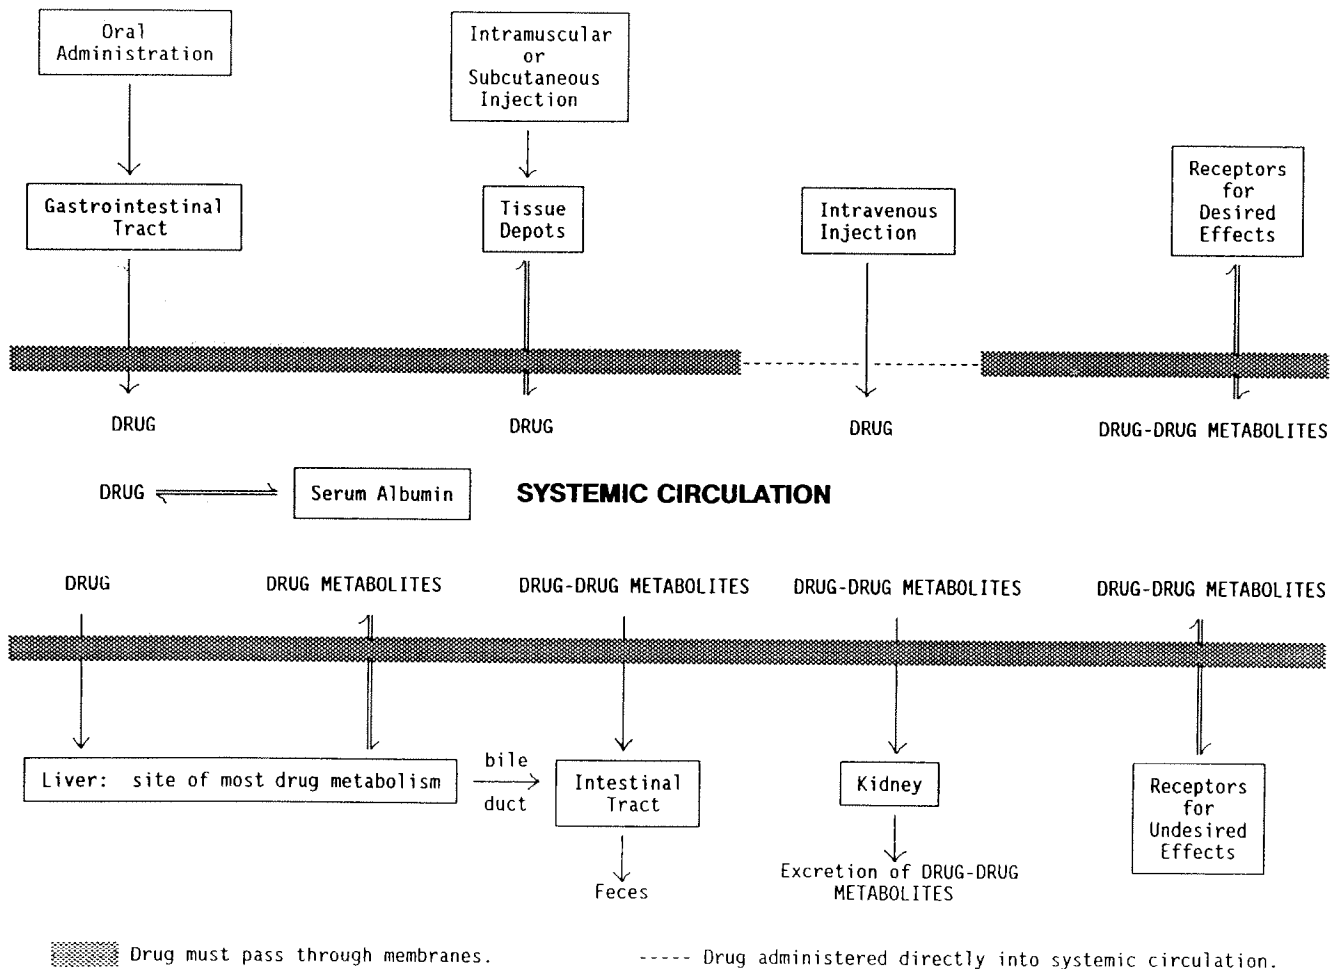 Oral
Administration
Intramuscular
or
Subcutaneous
Injection
Gastrointestinal
Tract
Tissue
Depots
Intravenous
Injection
Receptors
for
Desired
Effects
DRUG
DRUG
DRUG
DRUG-DRUG METABOLITES
DRUG
Serum Albumin
SYSTEMIC CIRCULATION
DRUG
DRUG METABOLITES
DRUG-DRUG METABOLITES
DRUG-DRUG METABOLITES
DRUG-DRUG METABOLITES
Liver: site of most drug metabolism
bile
duct
Intestinal
Tract
Kidney
Receptors
for
Undesired
Effects
Feces
Excretion of DRUG-DRUG
METABOLITES
Drug must pass through membranes.
----- Drug administered directly into systemic circulation.